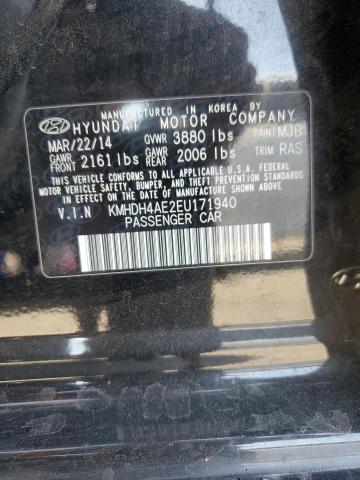 MANUFACTURED IN KOREA BY
HYUNDAI MOTOR COMPANY
MAR/22/14 GVWR 3880 lbs PAINT MJB
GAWR FRONT 2161 lbs GAWR REAR 2006 lbs TRIM RAS
THIS VEHICLE CONFORMS TO ALL APPLICABLE U.S.A. FEDERAL
MOTOR VEHICLE SAFETY, BUMPER, AND THEFT PREVENTION
STANDARDS IN EFFECT ON THE DATE OF
MANUFACTURE SHOWN ABOVE.
V.I.N KMHDH4AE2EU171940
PASSENGER CAR